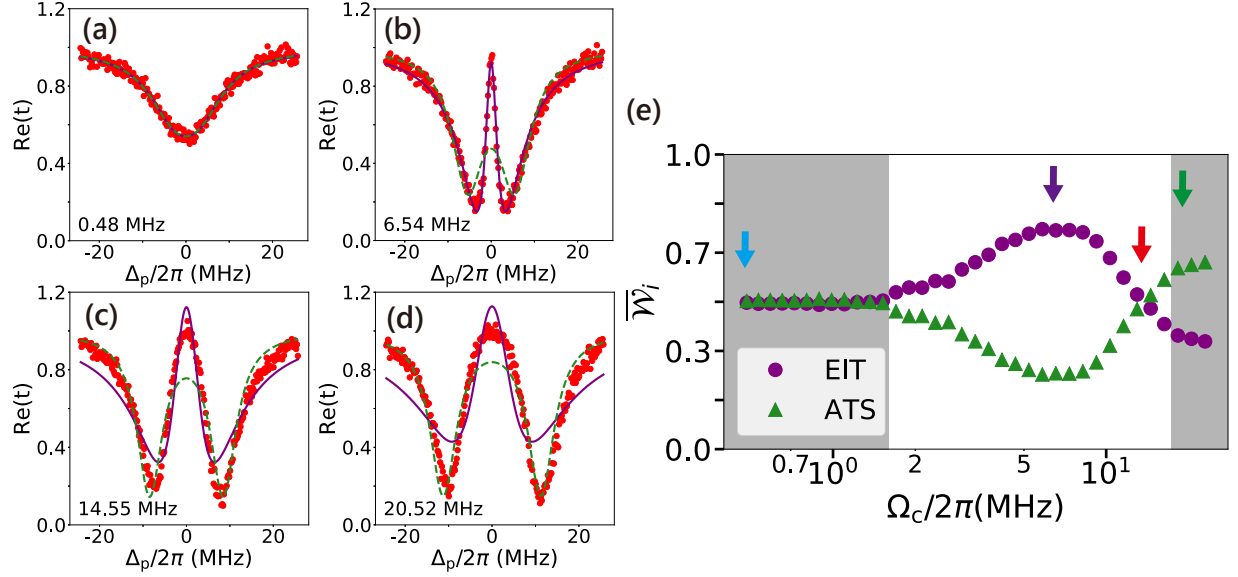 (a)
1.2
0.8
0.4
0.0
Re(t)
0.48 MHz
-20 0 20
Δp/2π (MHz)
(b)
1.2
0.8
0.4
0.0
Re(t)
6.54 MHz
-20 0 20
Δp/2π (MHz)
(c)
1.2
0.8
0.4
0.0
Re(t)
14.55 MHz
-20 0 20
Δp/2π (MHz)
(d)
1.2
0.8
0.4
0.0
Re(t)
20.52 MHz
-20 0 20
Δp/2π (MHz)
(e)
1.0
0.7
0.3
0.0
𝒲̅i
EIT
ATS
0.7 10⁰ 2 5 10¹
Ωc/2π(MHz)